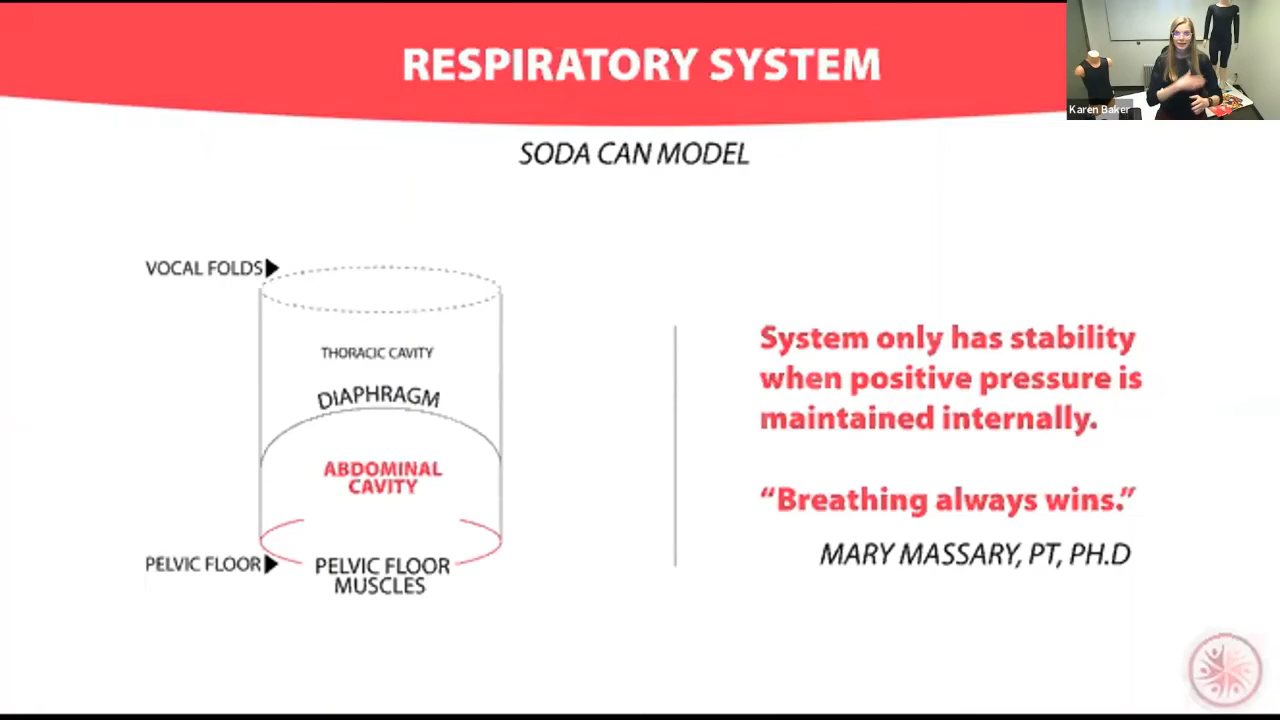 RESPIRATORY SYSTEM
Karen Baker
SODA CAN MODEL
VOCAL FOLDS
THORACIC CAVITY
DIAPHRAGM
ABDOMINAL
CAVITY
PELVIC FLOOR
PELVIC FLOOR
MUSCLES
System only has stability
when positive pressure is
maintained internally.
“Breathing always wins.”
MARY MASSARY, PT, PH.D